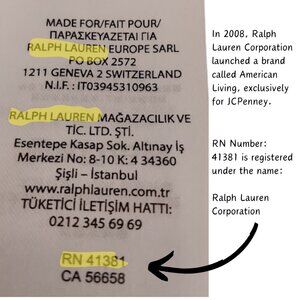 MADE FOR/FAIT POUR/
ΠΑΡΑΣΚΕΥΑΖΕΤΑΙ ΓΙΑ
RALPH LAUREN EUROPE SARL
PO BOX 2572
1211 GENEVA 2 SWITZERLAND
N.I.F.: IT03945310963
RALPH LAUREN MAĞAZACILIK VE
TİC. LTD. ŞTİ.
Esentepe Kasap Sok. Altınay İş
Merkezi No: 8-10 K: 4 34360
Şişli – İstanbul
www.ralphlauren.com.tr
TÜKETİCİ İLETİŞİM HATTI:
0212 345 69 69
RN 41381
CA 56658
In 2008, Ralph
Lauren Corporation
launched a brand
called American
Living, exclusively
for JCPenney.
RN Number:
41381 is registered
under the name:
Ralph Lauren
Corporation